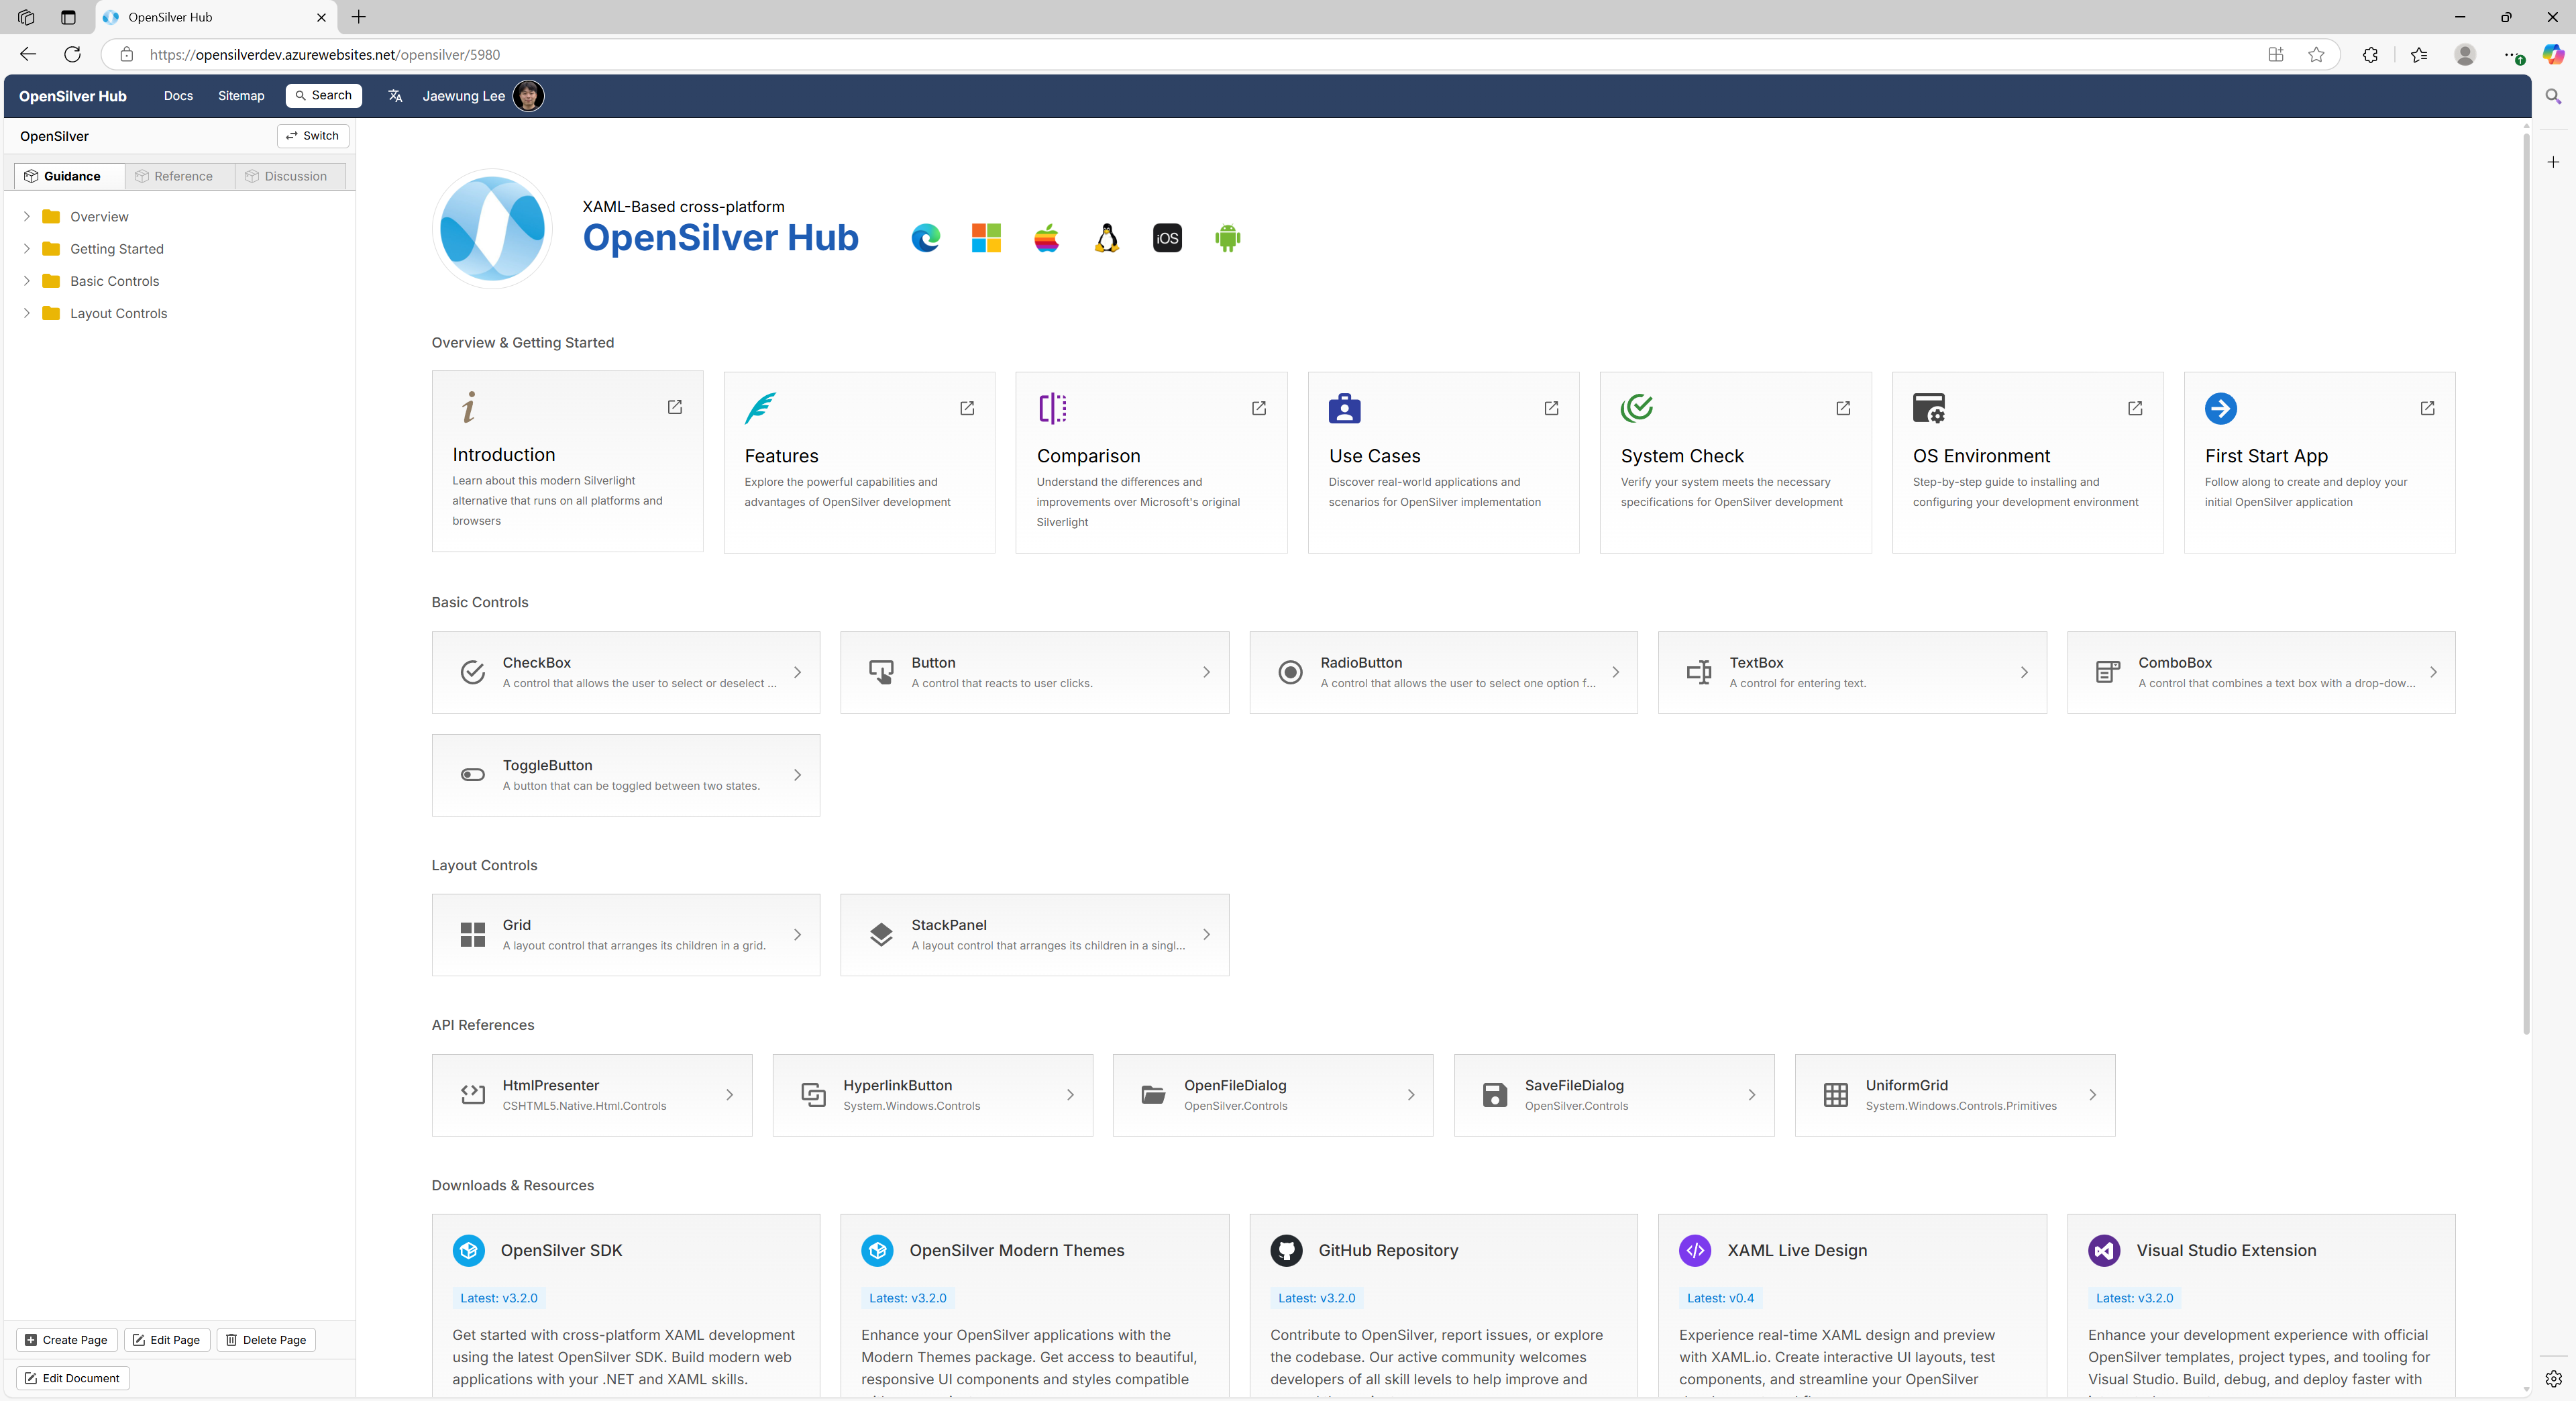 OpenSilver Hub
https://opensilverdev.azurewebsites.net/opensilver/5980
OpenSilver Hub
Docs
Sitemap
Search
Jaewung Lee
OpenSilver
Switch
Guidance
Reference
Discussion
Overview
Getting Started
Basic Controls
Layout Controls
Create Page
Edit Page
Delete Page
Edit Document
XAML-Based cross-platform
OpenSilver Hub
iOS
Overview & Getting Started
Introduction
Learn about this modern Silverlight
alternative that runs on all platforms and
browsers
Features
Explore the powerful capabilities and
advantages of OpenSilver development
Comparison
Understand the differences and
improvements over Microsoft's original
Silverlight
Use Cases
Discover real-world applications and
scenarios for OpenSilver implementation
System Check
Verify your system meets the necessary
specifications for OpenSilver development
OS Environment
Step-by-step guide to installing and
configuring your development environment
First Start App
Follow along to create and deploy your
initial OpenSilver application
Basic Controls
CheckBox
A control that allows the user to select or deselect ...
Button
A control that reacts to user clicks.
RadioButton
A control that allows the user to select one option f...
TextBox
A control for entering text.
ComboBox
A control that combines a text box with a drop-dow...
ToggleButton
A button that can be toggled between two states.
Layout Controls
Grid
A layout control that arranges its children in a grid.
StackPanel
A layout control that arranges its children in a singl...
API References
HtmlPresenter
CSHTML5.Native.Html.Controls
HyperlinkButton
System.Windows.Controls
OpenFileDialog
OpenSilver.Controls
SaveFileDialog
OpenSilver.Controls
UniformGrid
System.Windows.Controls.Primitives
Downloads & Resources
OpenSilver SDK
Latest: v3.2.0
Get started with cross-platform XAML development
using the latest OpenSilver SDK. Build modern web
applications with your .NET and XAML skills.
OpenSilver Modern Themes
Latest: v3.2.0
Enhance your OpenSilver applications with the
Modern Themes package. Get access to beautiful,
responsive UI components and styles compatible
GitHub Repository
Latest: v3.2.0
Contribute to OpenSilver, report issues, or explore
the codebase. Our active community welcomes
developers of all skill levels to help improve and
XAML Live Design
Latest: v0.4
Experience real-time XAML design and preview
with XAML.io. Create interactive UI layouts, test
components, and streamline your OpenSilver
Visual Studio Extension
Latest: v3.2.0
Enhance your development experience with official
OpenSilver templates, project types, and tooling for
Visual Studio. Build, debug, and deploy faster with